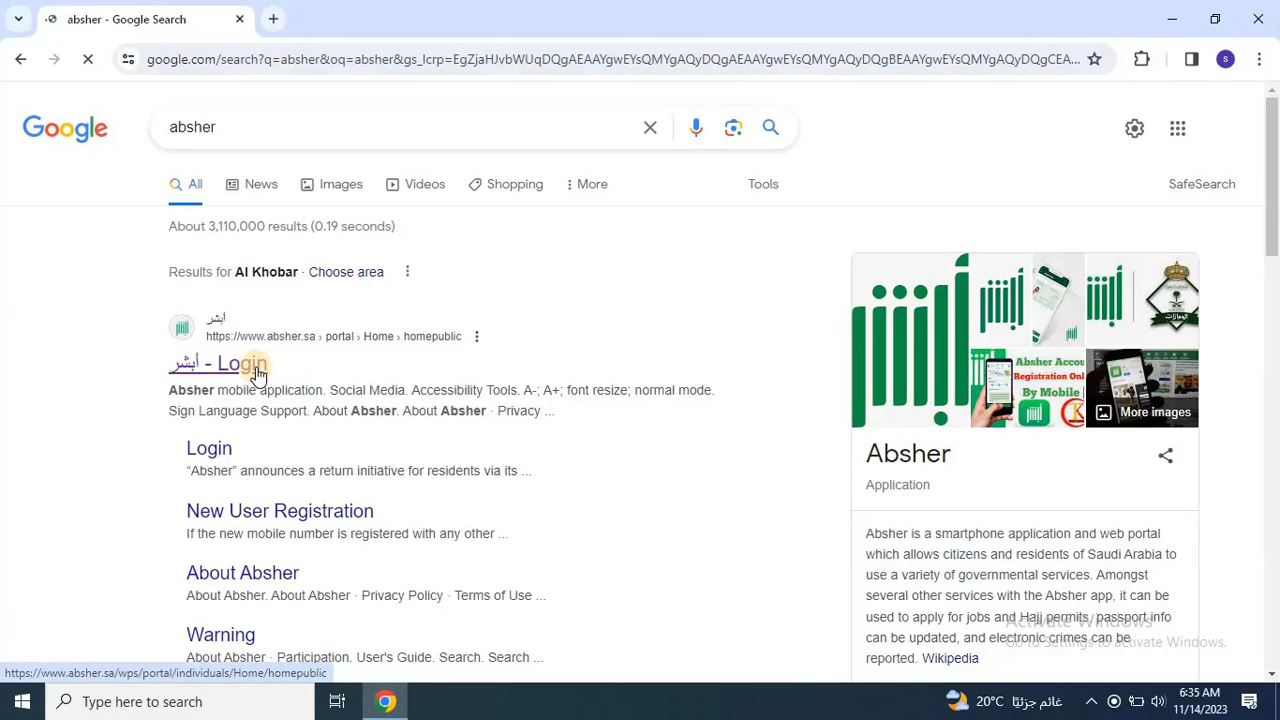 absher - Google Search
google.com/search?q=absher&oq=absher&gs_lcrp=EgZjaHJvbWUqDQgAEAAYgwEYsQMYgAQyDQgAEAAYgwEYsQMYgAQyDQgBEAAYgwEYsQMYgAQyDQgCEA...
Google
absher
All
News
Images
Videos
Shopping
More
Tools
SafeSearch
About 3,110,000 results (0.19 seconds)
Results for Al Khobar · Choose area
أبشر
https://www.absher.sa › portal › Home › homepublic
أبشر - Login
Absher mobile application. Social Media. Accessibility Tools. A-; A+; font resize; normal mode.
Sign Language Support. About Absher. About Absher · Privacy ...
Login
“Absher” announces a return initiative for residents via its ...
New User Registration
If the new mobile number is registered with any other ...
About Absher
About Absher. About Absher · Privacy Policy · Terms of Use ...
Warning
About Absher · Participation. User's Guide. Search. Search ...
Absher Accou
Registration Onl
By Mobile
More images
Absher
Application
Absher is a smartphone application and web portal
which allows citizens and residents of Saudi Arabia to
use a variety of governmental services. Amongst
several other services with the Absher app, it can be
used to apply for jobs and Hajj permits, passport info
can be updated, and electronic crimes can be
reported. Wikipedia
Activate Windows
Go to Settings to activate Windows.
https://www.absher.sa/wps/portal/individuals/Home/homepublic
Type here to search
20°C غائم جزئيًا
6:35 AM
11/14/2023